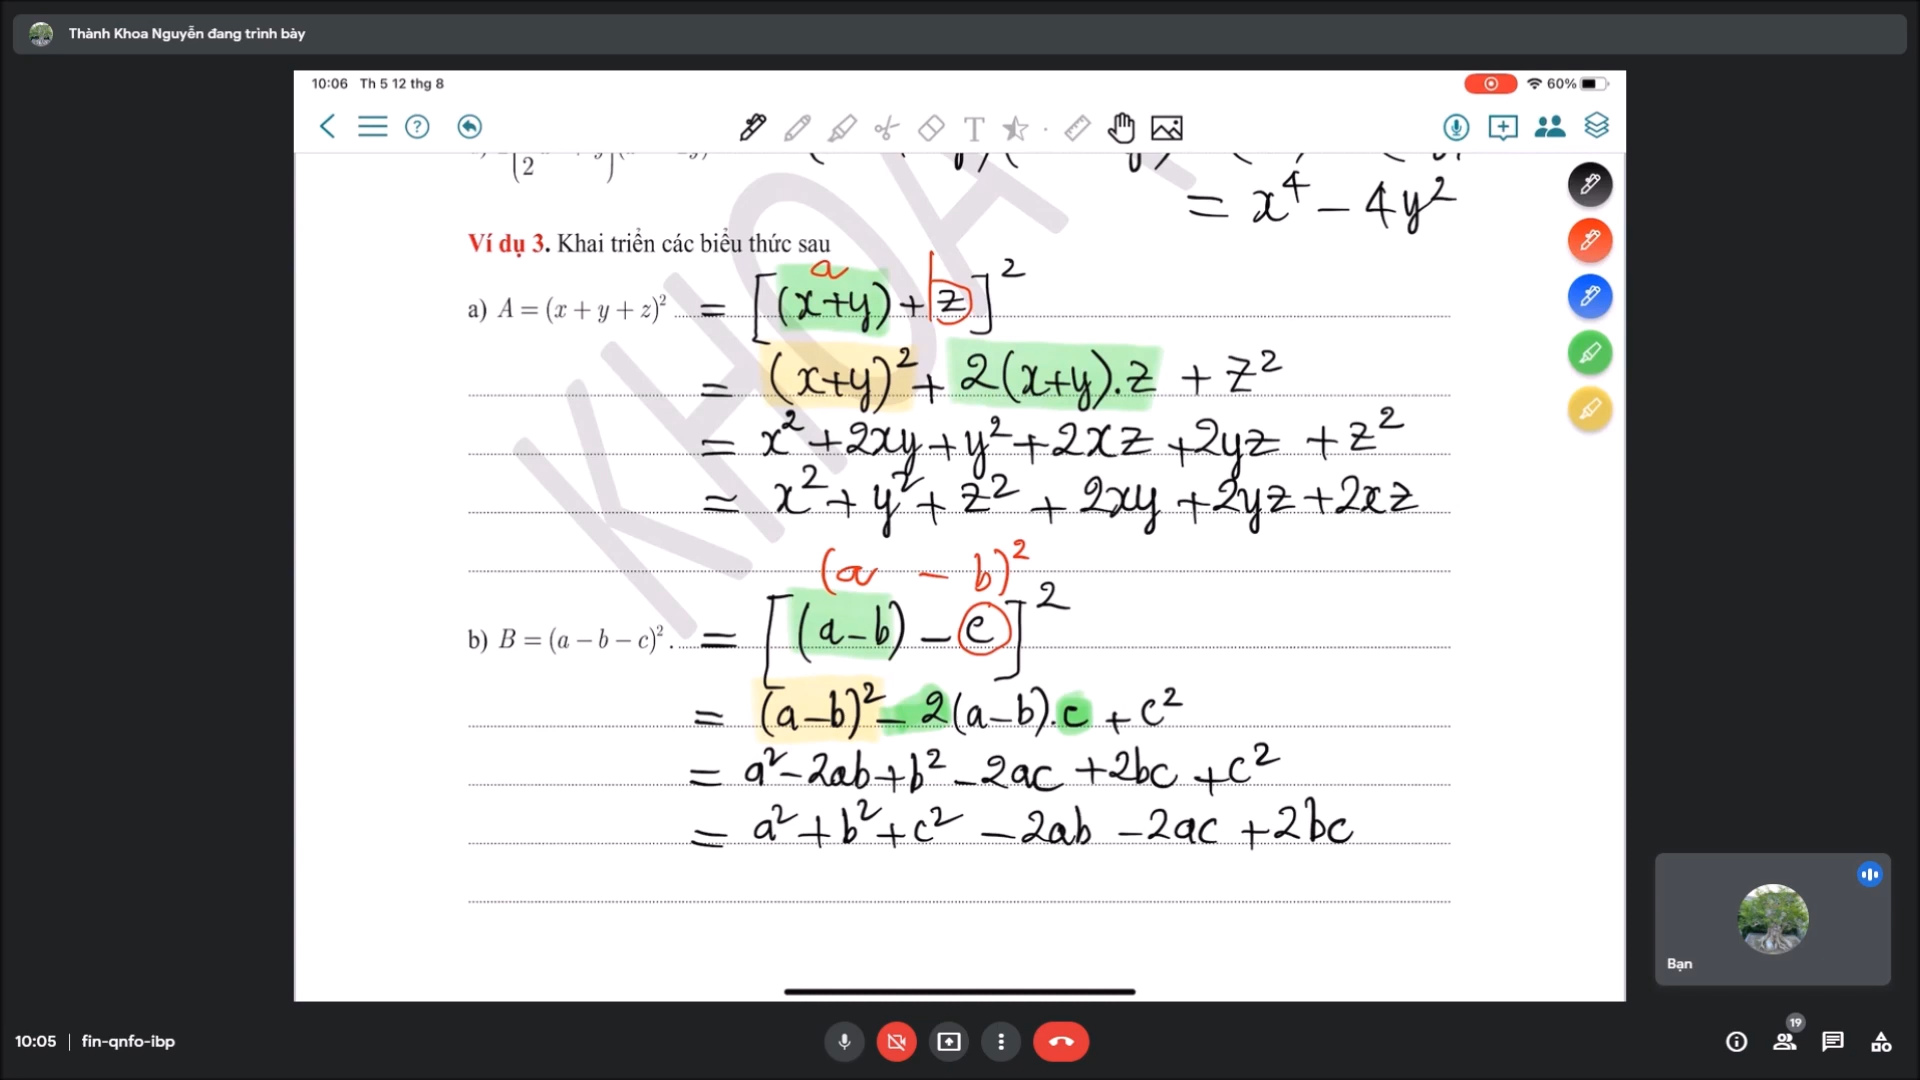 Thành Khoa Nguyễn đang trình bày
10:06 Th 5 12 thg 8
60%
= x⁴ − 4y²
KHOA
Ví dụ 3. Khai triển các biểu thức sau
a b
a) A = (x + y + z)² = [(x+y) + z]²
= (x+y)² + 2(x+y).z + z²
= x² + 2xy + y² + 2xz + 2yz + z²
= x² + y² + z² + 2xy + 2yz + 2xz
(a − b)²
b) B = (a − b − c)². = [(a−b) − c]²
= (a−b)² − 2(a−b).c + c²
= a² − 2ab + b² − 2ac + 2bc + c²
= a² + b² + c² − 2ab − 2ac + 2bc
Bạn
10:05 | fin-qnfo-ibp
19